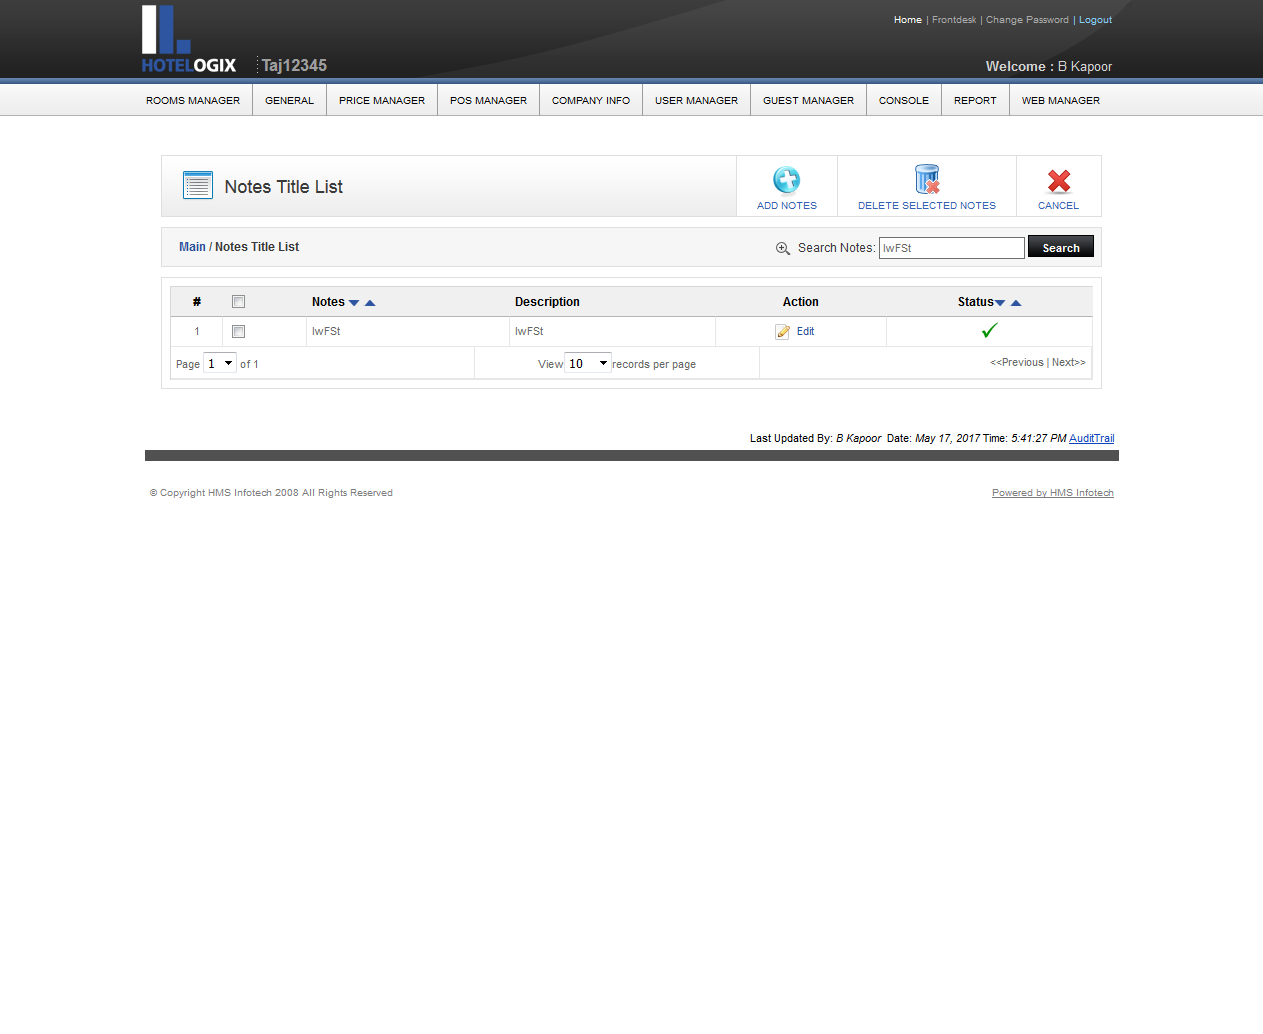 Home | Frontdesk | Change Password | Logout
HOTELOGIX Taj12345
Welcome : B Kapoor
ROOMS MANAGER GENERAL PRICE MANAGER POS MANAGER COMPANY INFO USER MANAGER GUEST MANAGER CONSOLE REPORT WEB MANAGER
Notes Title List
ADD NOTES DELETE SELECTED NOTES CANCEL
Main / Notes Title List Search Notes: IwFSt Search
# Notes Description Action Status
1 IwFSt IwFSt Edit
Page 1 of 1 View 10 records per page <<Previous | Next>>
Last Updated By: B Kapoor Date: May 17, 2017 Time: 5:41:27 PM AuditTrail
© Copyright HMS Infotech 2008 All Rights Reserved Powered by HMS Infotech